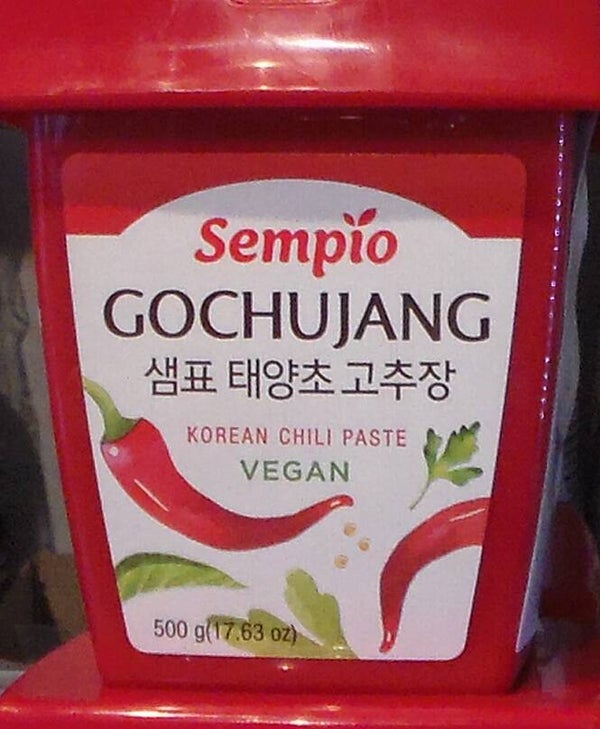 Sempio
GOCHUJANG
샘표 태양초 고추장
KOREAN CHILI PASTE
VEGAN
500 g(17.63 oz)